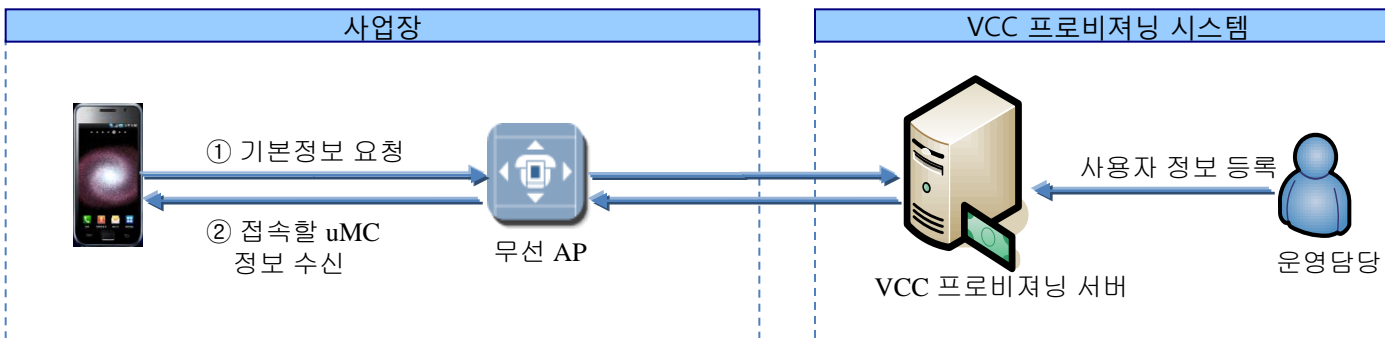 사업장
VCC 프로비져닝 시스템
① 기본정보 요청
② 접속할 uMC
정보 수신
무선 AP
사용자 정보 등록
VCC 프로비져닝 서버
운영담당